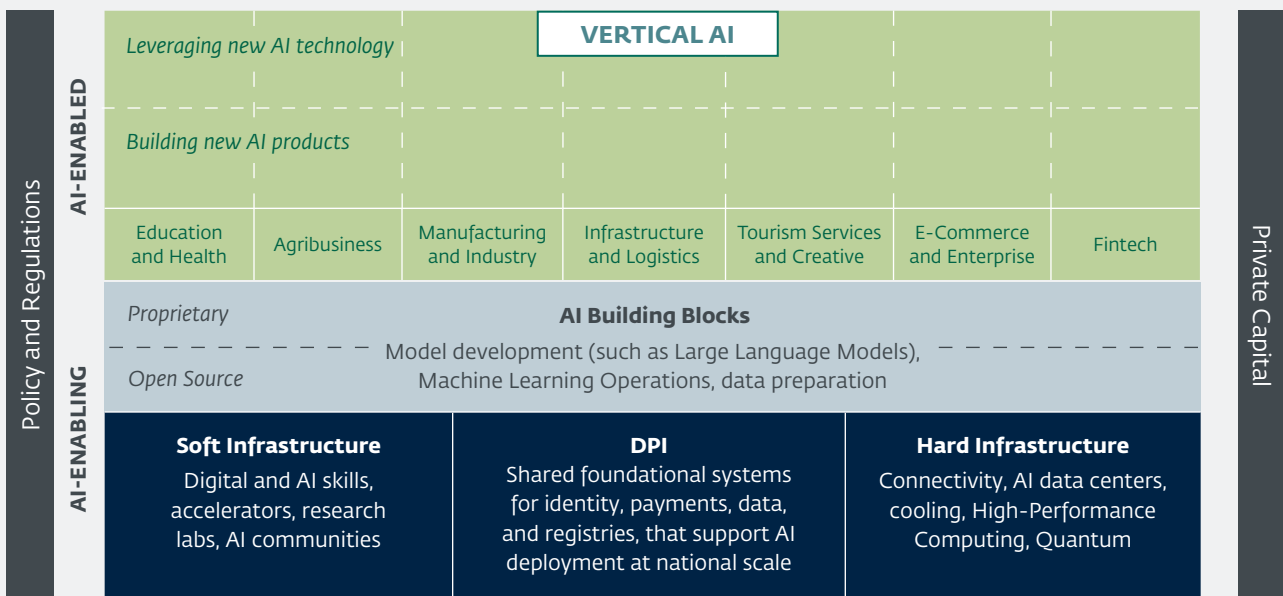 Policy and Regulations
AI-ENABLED
VERTICAL AI
Leveraging new AI technology
Building new AI products
Education
and Health
Agribusiness
Manufacturing
and Industry
Infrastructure
and Logistics
Tourism Services
and Creative
E-Commerce
and Enterprise
Fintech
AI-ENABLING
Proprietary
AI Building Blocks
Model development (such as Large Language Models),
Machine Learning Operations, data preparation
Open Source
Soft Infrastructure
Digital and AI skills,
accelerators, research
labs, AI communities
DPI
Shared foundational systems
for identity, payments, data,
and registries, that support AI
deployment at national scale
Hard Infrastructure
Connectivity, AI data centers,
cooling, High-Performance
Computing, Quantum
Private Capital